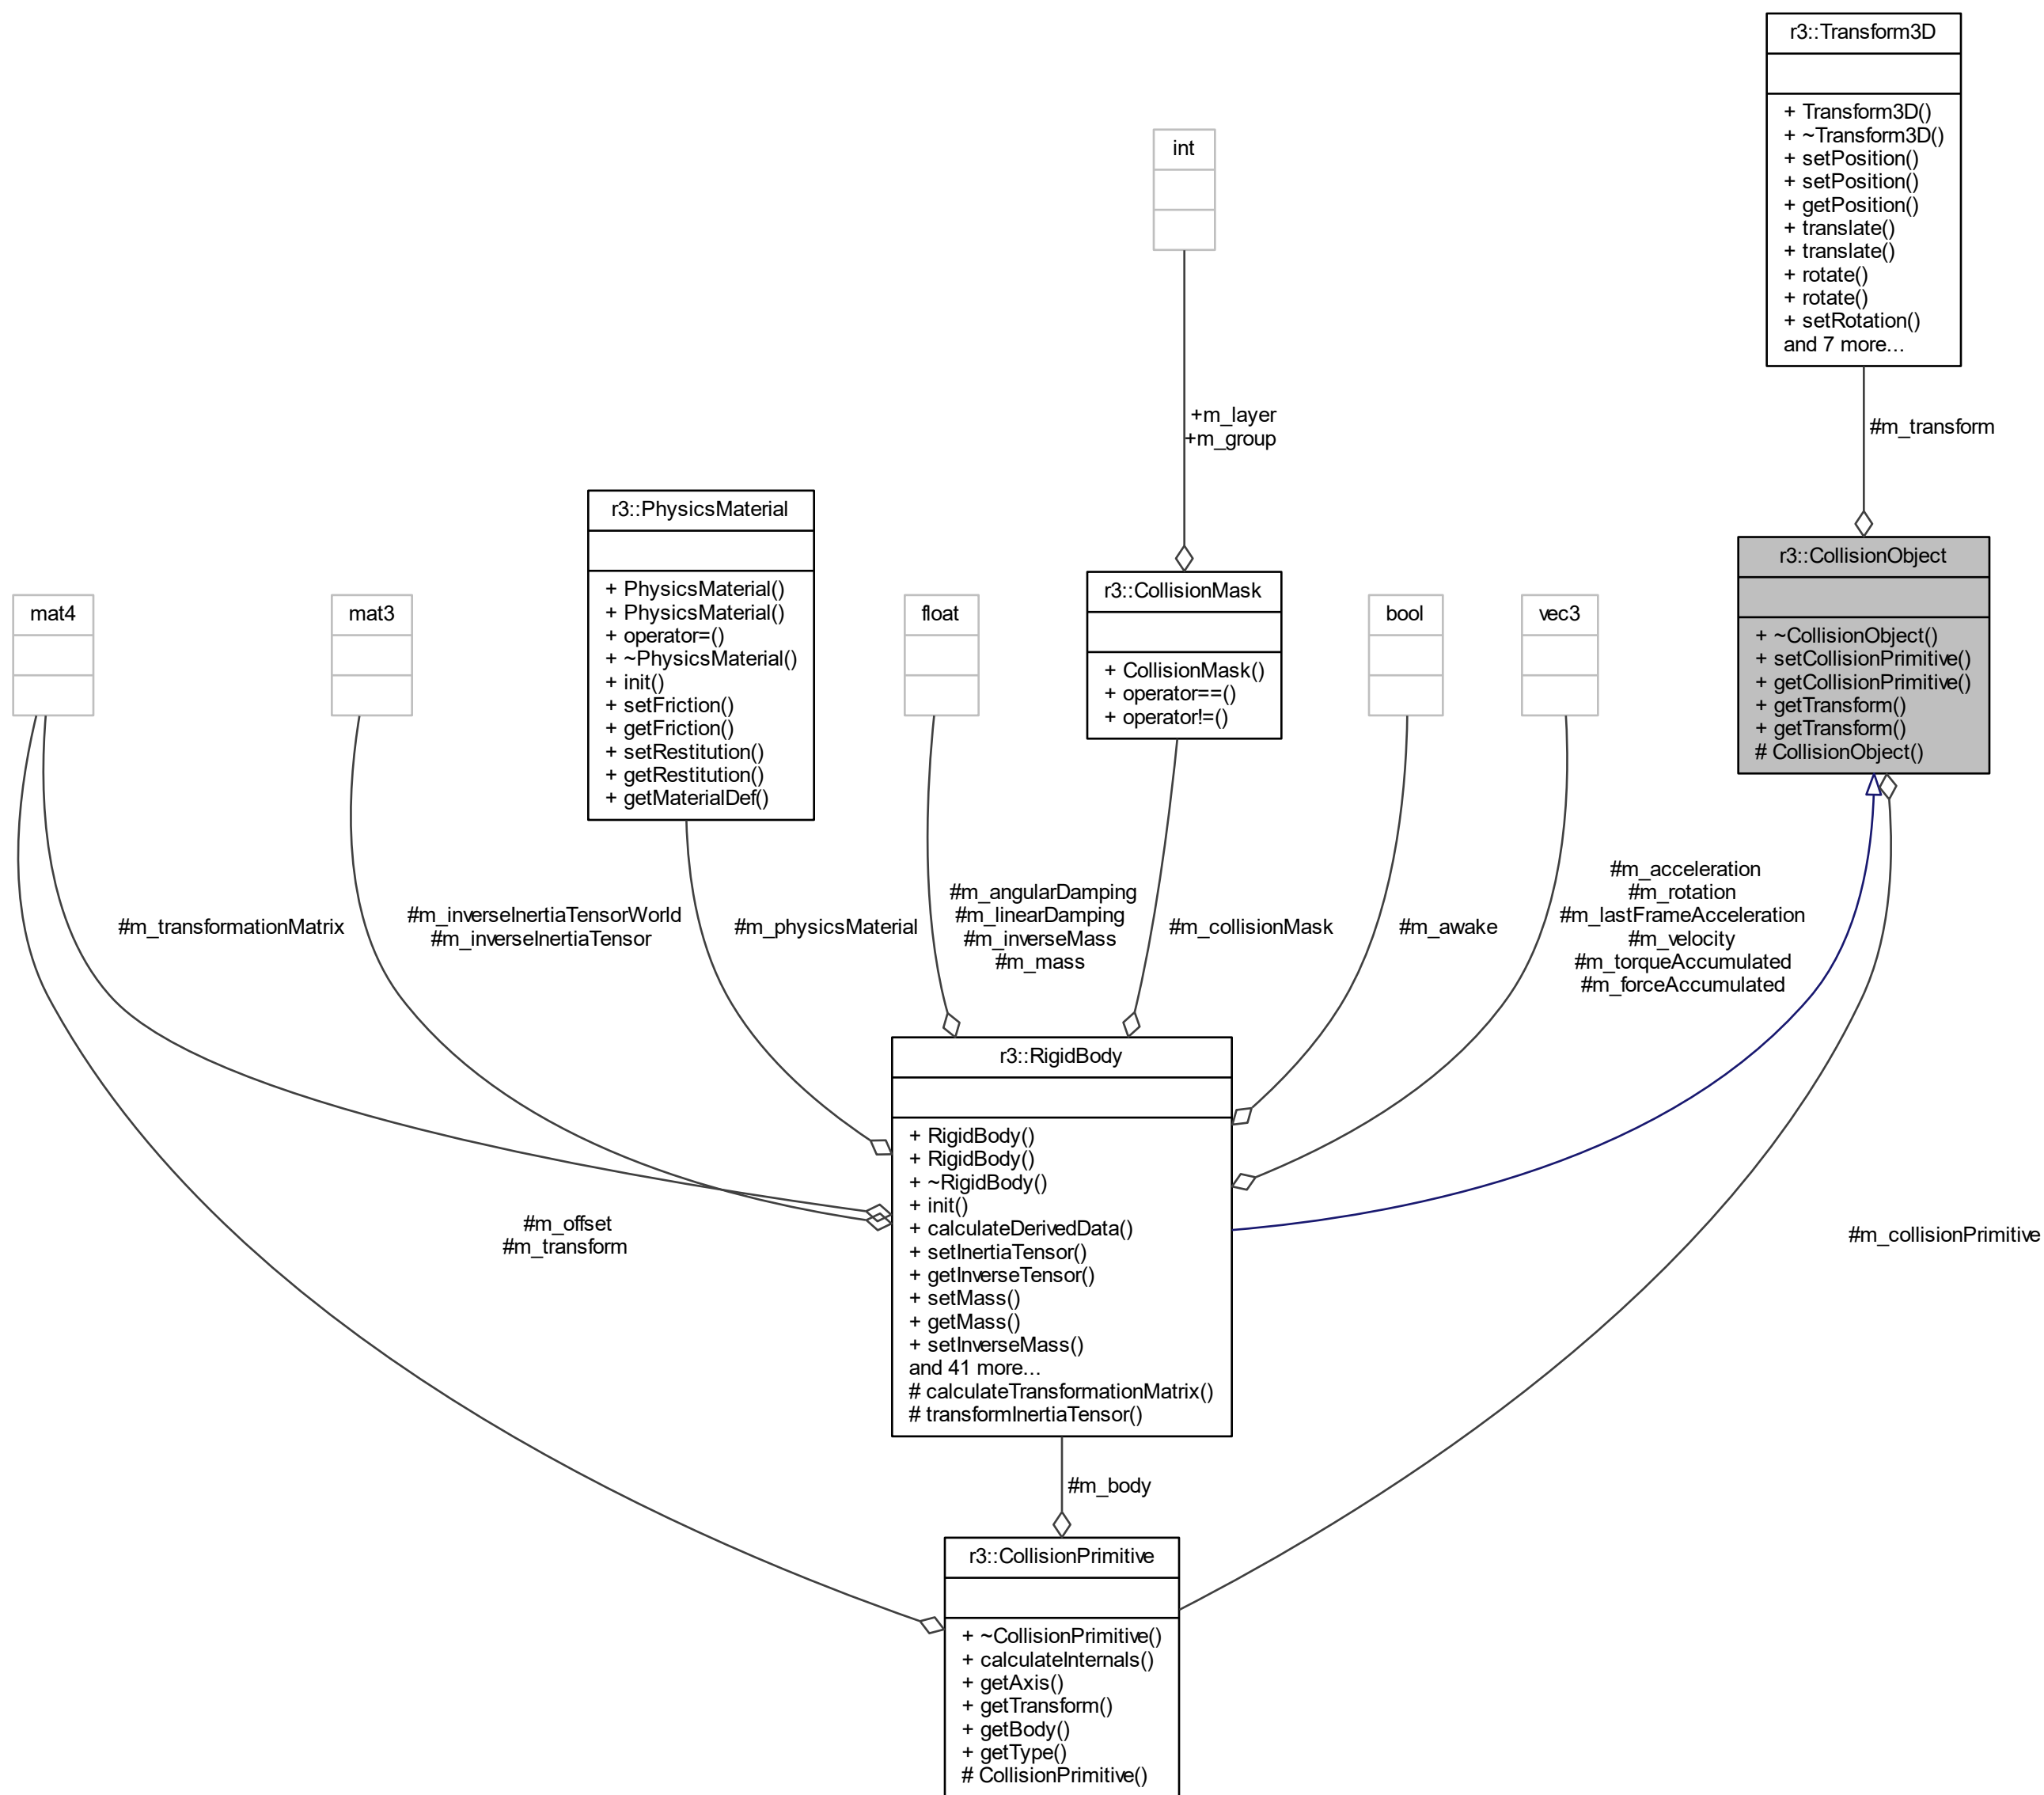 r3::Transform3D
+ Transform3D()
+ ~Transform3D()
+ setPosition()
+ setPosition()
+ getPosition()
+ translate()
+ translate()
+ rotate()
+ rotate()
+ setRotation()
and 7 more...
int
+m_layer
+m_group
#m_transform
r3::PhysicsMaterial
+ PhysicsMaterial()
+ PhysicsMaterial()
+ operator=()
+ ~PhysicsMaterial()
+ init()
+ setFriction()
+ getFriction()
+ setRestitution()
+ getRestitution()
+ getMaterialDef()
r3::CollisionMask
+ CollisionMask()
+ operator==()
+ operator!=()
r3::CollisionObject
+ ~CollisionObject()
+ setCollisionPrimitive()
+ getCollisionPrimitive()
+ getTransform()
+ getTransform()
# CollisionObject()
mat4
mat3
float
bool
vec3
#m_transformationMatrix
#m_inverseInertiaTensorWorld
#m_inverseInertiaTensor
#m_physicsMaterial
#m_angularDamping
#m_linearDamping
#m_inverseMass
#m_mass
#m_collisionMask
#m_awake
#m_acceleration
#m_rotation
#m_lastFrameAcceleration
#m_velocity
#m_torqueAccumulated
#m_forceAccumulated
r3::RigidBody
+ RigidBody()
+ RigidBody()
+ ~RigidBody()
+ init()
+ calculateDerivedData()
+ setInertiaTensor()
+ getInverseTensor()
+ setMass()
+ getMass()
+ setInverseMass()
and 41 more...
# calculateTransformationMatrix()
# transformInertiaTensor()
#m_offset
#m_transform
#m_collisionPrimitive
#m_body
r3::CollisionPrimitive
+ ~CollisionPrimitive()
+ calculateInternals()
+ getAxis()
+ getTransform()
+ getBody()
+ getType()
# CollisionPrimitive()